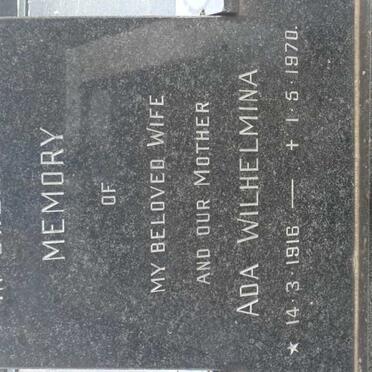 MEMORY
OF
MY BELOVED WIFE
AND OUR MOTHER
ADA WILHELMINA
★ 14·3·1916 — + 1·5·1970.